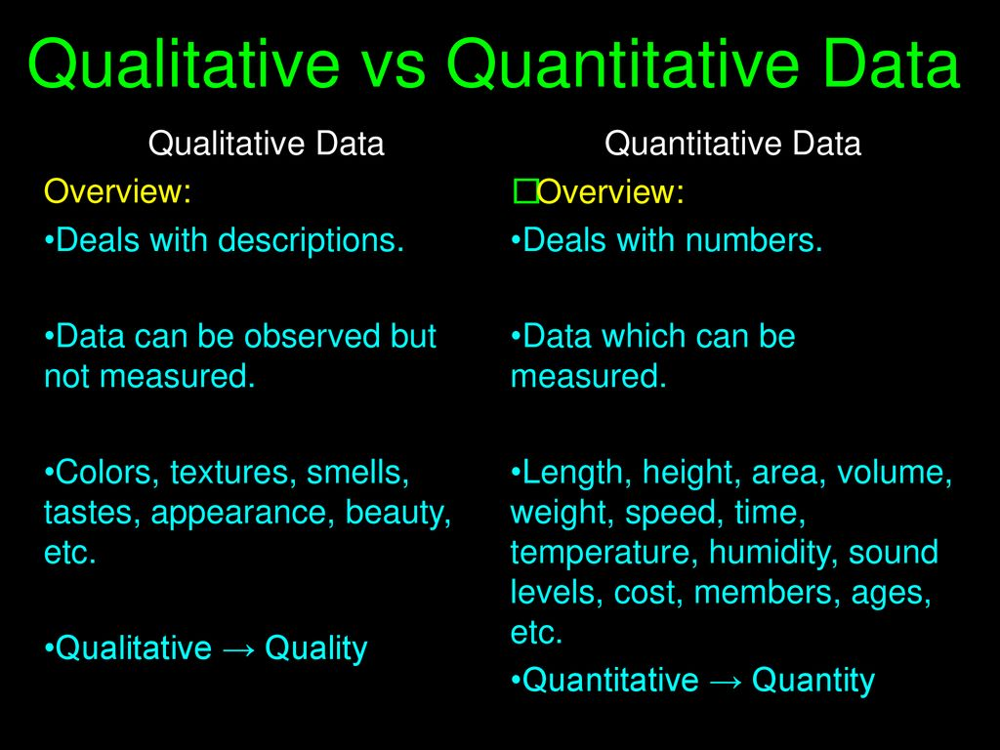 Qualitative vs Quantitative Data
Qualitative Data
Overview:
•Deals with descriptions.
•Data can be observed but
not measured.
•Colors, textures, smells,
tastes, appearance, beauty,
etc.
•Qualitative → Quality
Quantitative Data
□Overview:
•Deals with numbers.
•Data which can be
measured.
•Length, height, area, volume,
weight, speed, time,
temperature, humidity, sound
levels, cost, members, ages,
etc.
•Quantitative → Quantity